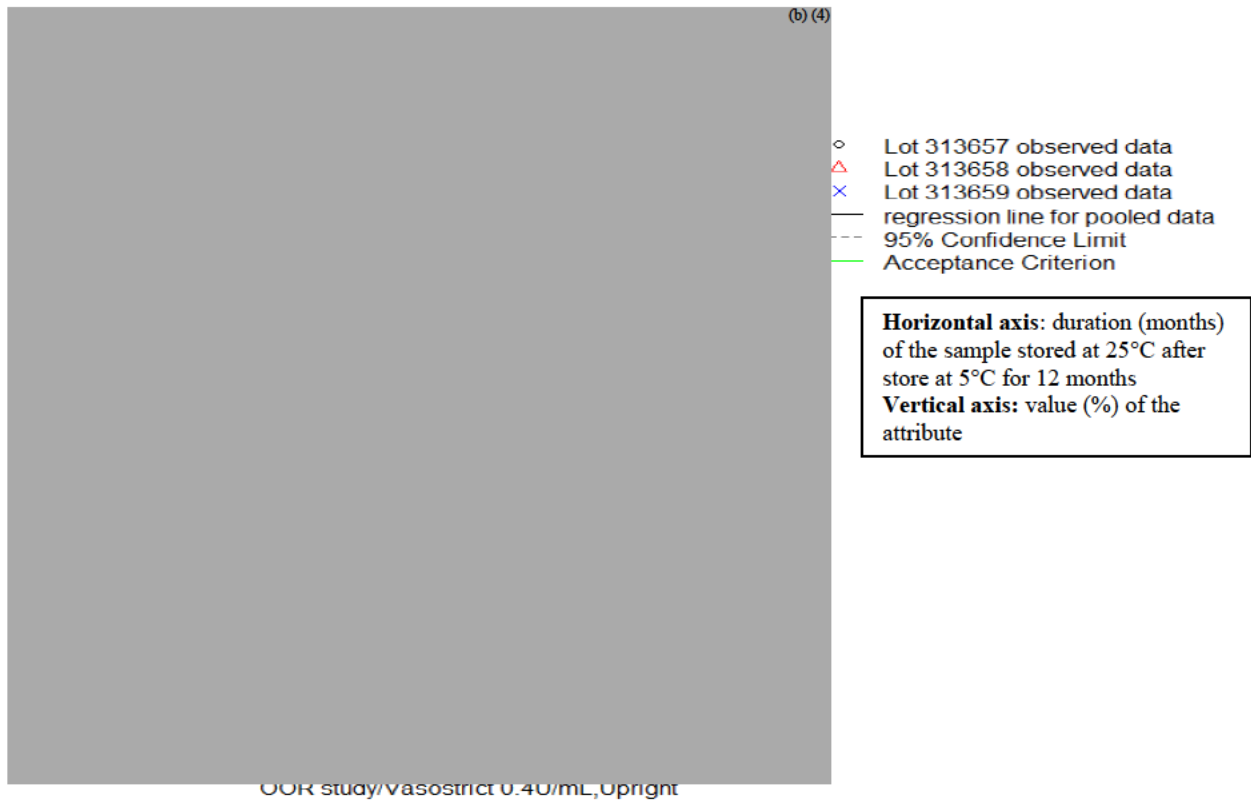 (b) (4)
Lot 313657 observed data
Lot 313658 observed data
Lot 313659 observed data
regression line for pooled data
95% Confidence Limit
Acceptance Criterion
Horizontal axis: duration (months)
of the sample stored at 25°C after
store at 5°C for 12 months
Vertical axis: value (%) of the
attribute
OOR study/Vasostrict 0.4U/mL,Upright